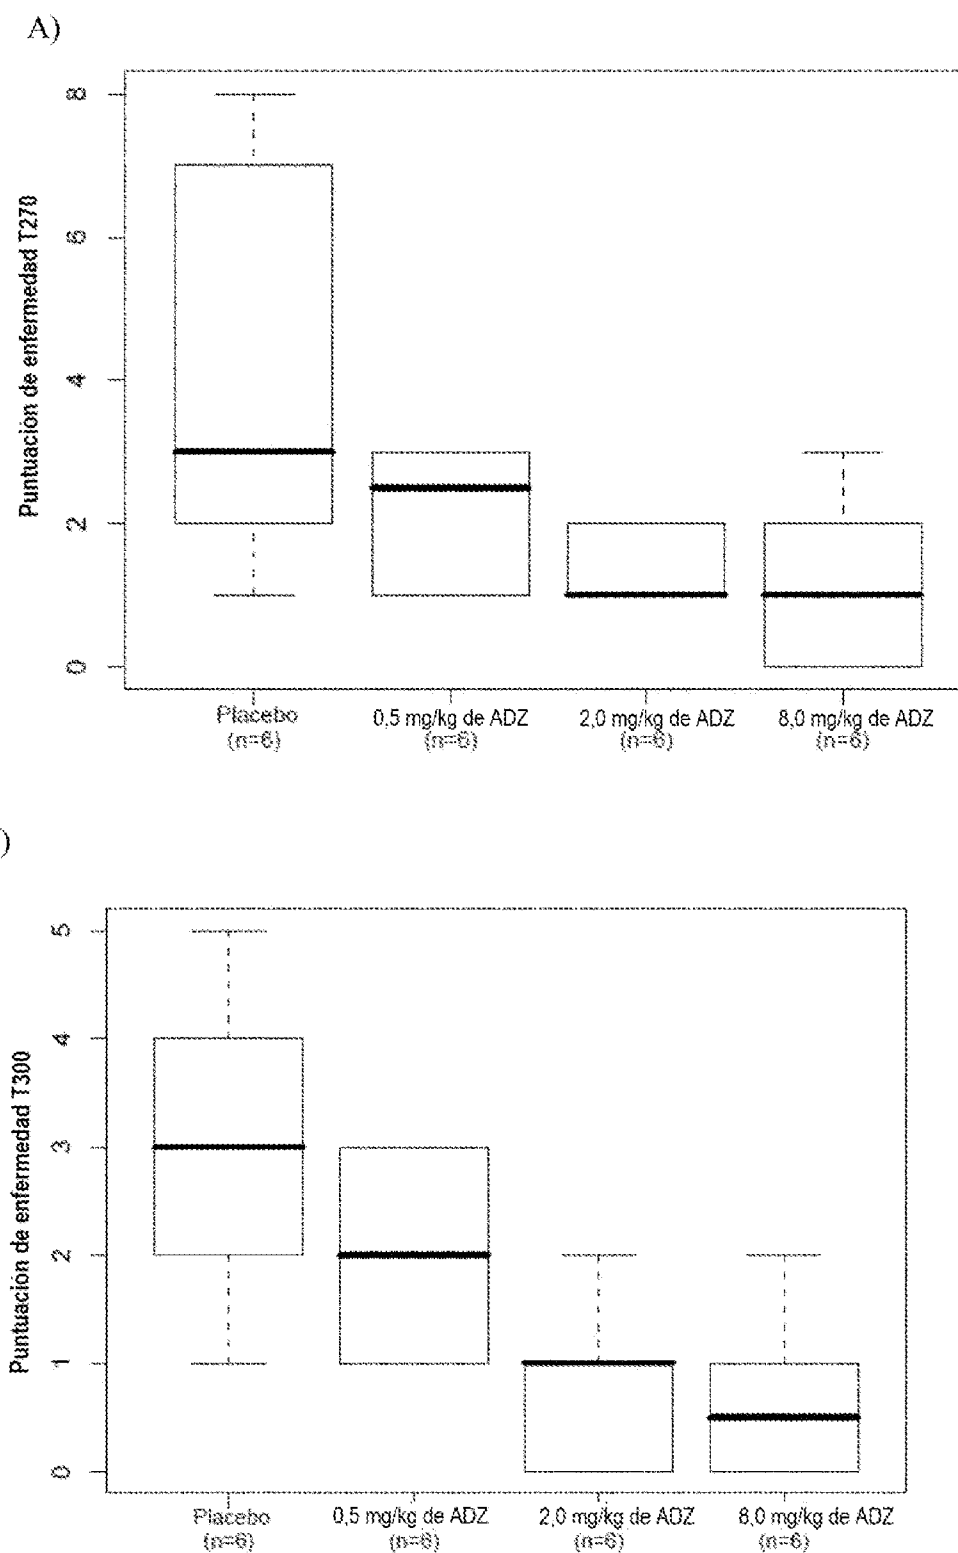 A)
8
6
4
2
0
Puntuación de enfermedad T270
Placebo
(n=6)
0,5 mg/kg de ADZ
(n=6)
2,0 mg/kg de ADZ
(n=6)
8,0 mg/kg de ADZ
(n=6)
)
5
4
3
2
1
0
Puntuación de enfermedad T300
Placebo
(n=6)
0,5 mg/kg de ADZ
(n=6)
2,0 mg/kg de ADZ
(n=6)
8,0 mg/kg de ADZ
(n=6)